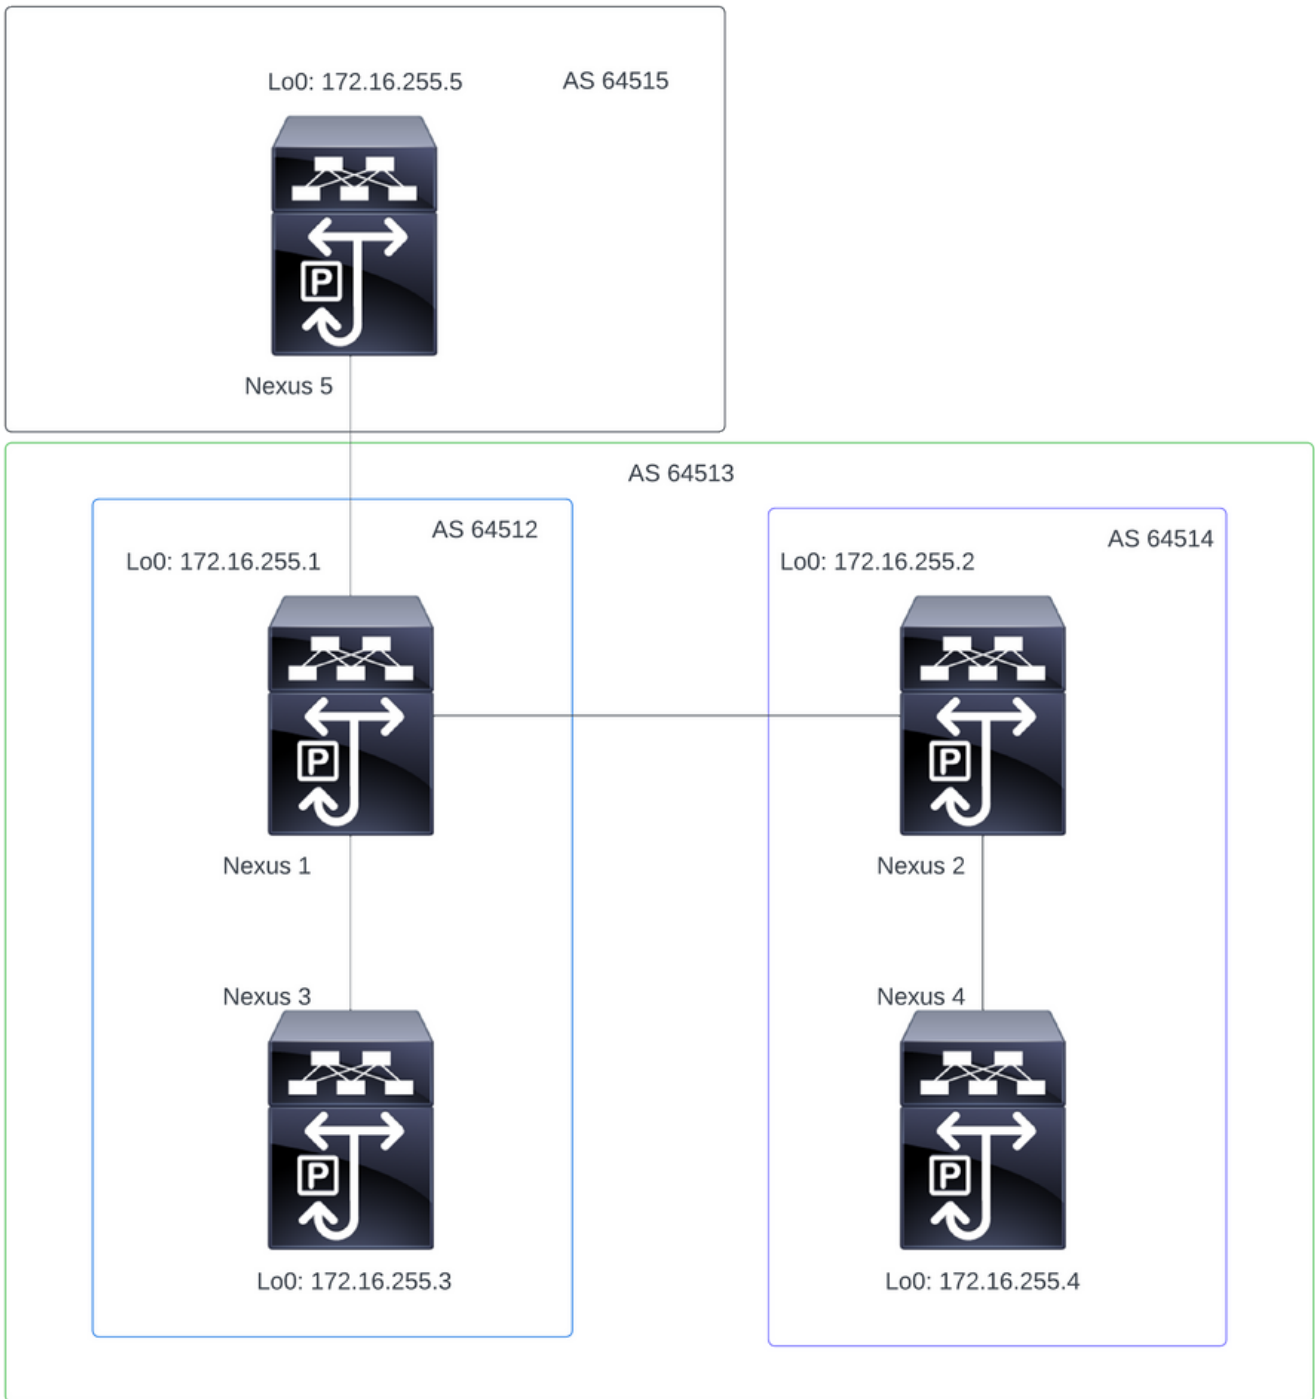 Lo0: 172.16.255.5
AS 64515
P
Nexus 5
AS 64513
AS 64512
AS 64514
Lo0: 172.16.255.1
Lo0: 172.16.255.2
P
P
Nexus 1
Nexus 2
Nexus 3
Nexus 4
P
P
Lo0: 172.16.255.3
Lo0: 172.16.255.4